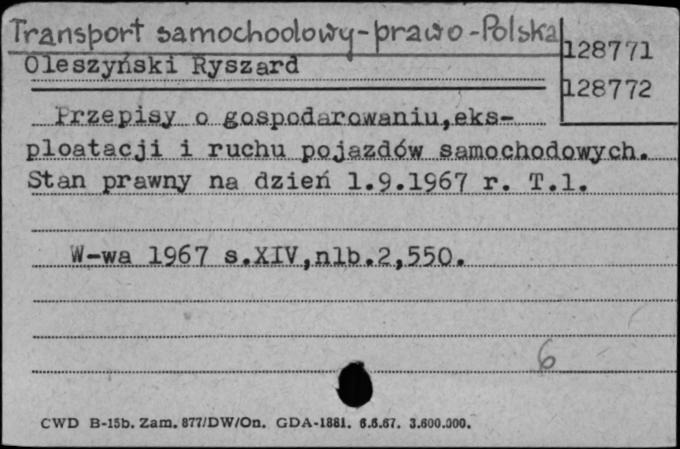 Transport samochodowy-prawo-Polska
128771
Oleszyński Ryszard
128772
Przepisy o gospodarowaniu,eks-
ploatacji i ruchu pojazdów samochodowych.
Stan prawny na dzień 1.9.1967 r. T.1.
W-wa 1967 s.XIV,nlb.2,550.
6
CWD B-15b. Zam. 877/DW/On. GDA-1881. 6.6.67. 3.600.000.